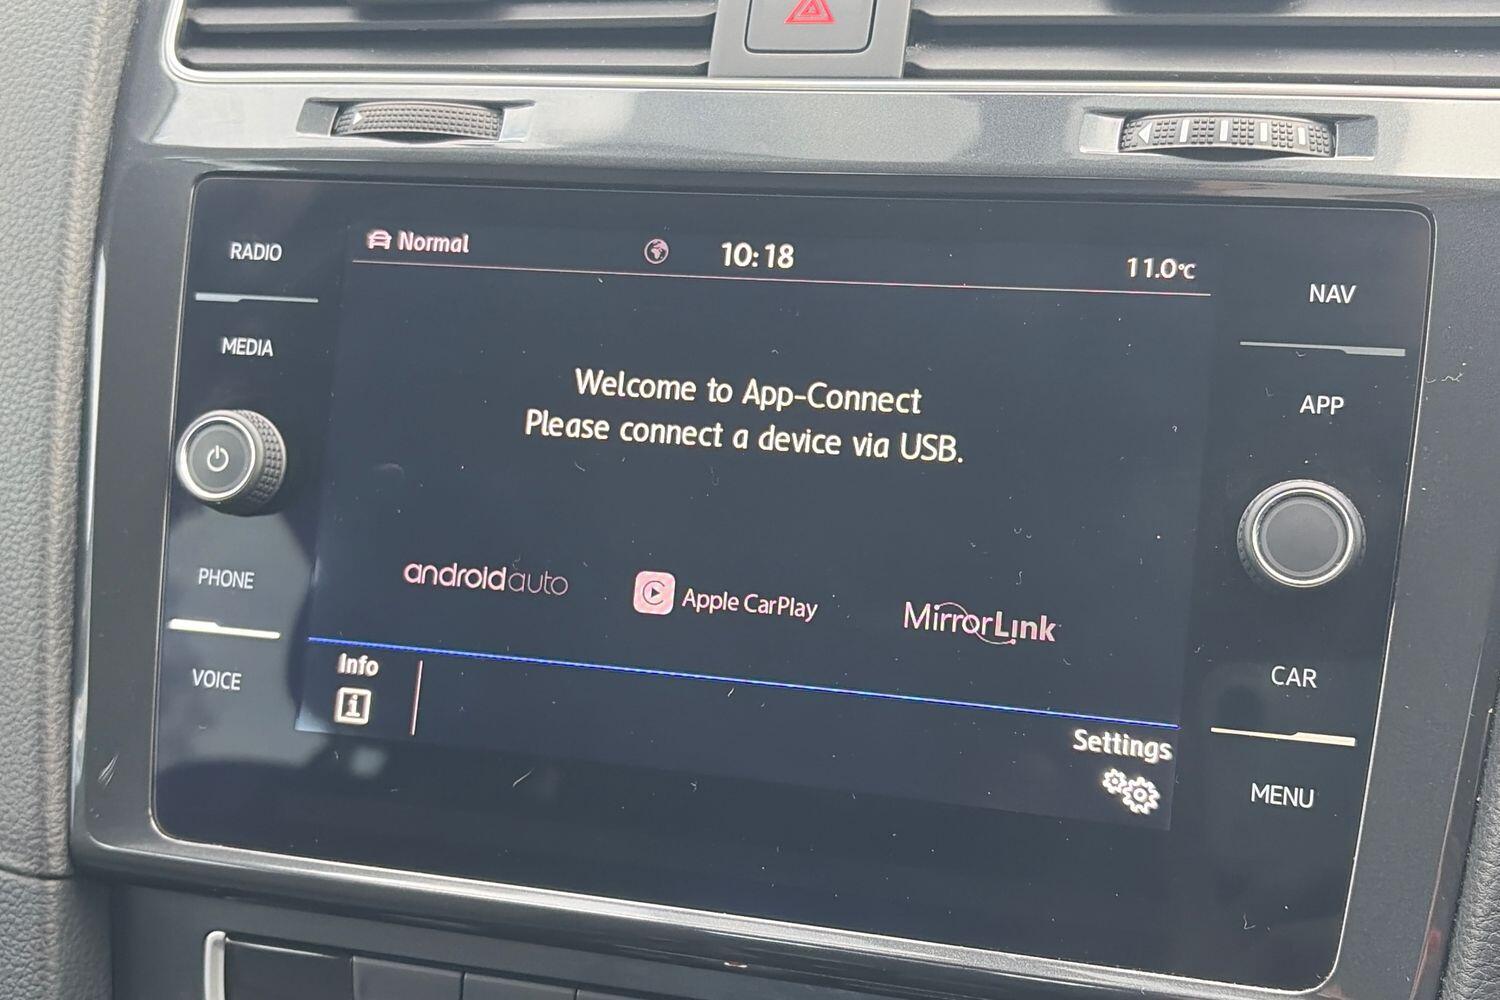 RADIO
MEDIA
PHONE
VOICE
Normal
10:18
11.0°C
Welcome to App-Connect
Please connect a device via USB.
androidauto
Apple CarPlay
MirrorLink
Info
i
Settings
NAV
APP
CAR
MENU